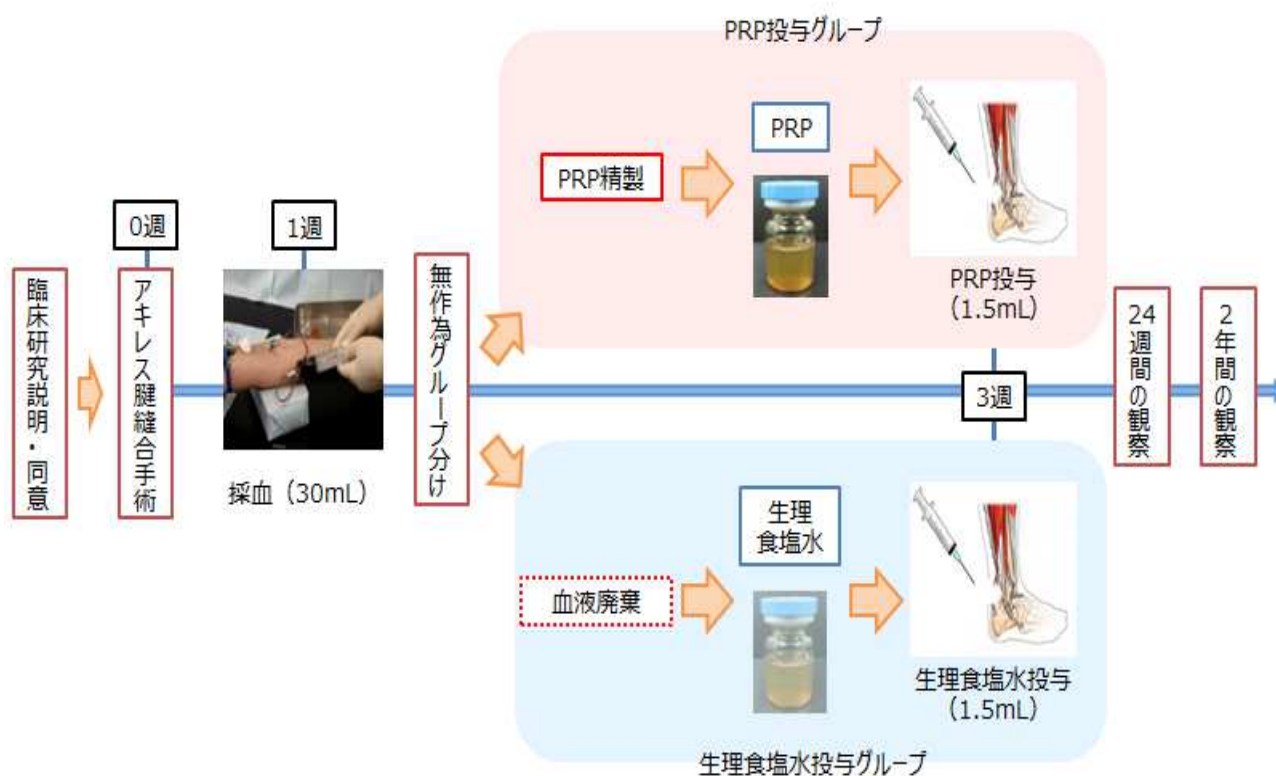 PRP投与グループ
PRP
PRP精製
PRP投与
(1.5mL)
0週
1週
臨床研究説明・同意
アキレス腱縫合手術
採血（30mL）
無作為グループ分け
3週
24週間の観察
2年間の観察
生理
食塩水
血液廃棄
生理食塩水投与
(1.5mL)
生理食塩水投与グループ